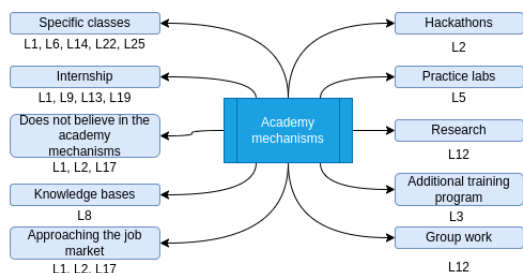 Specific classes
L1, L6, L14, L22, L25
Internship
L1, L9, L13, L19
Does not believe in the
academy
mechanisms
L1, L2, L17
Knowledge bases
L8
Approaching the job
market
L1, L2, L17
Academy
mechanisms
Hackathons
L2
Practice labs
L5
Research
L12
Additional training
program
L3
Group work
L12